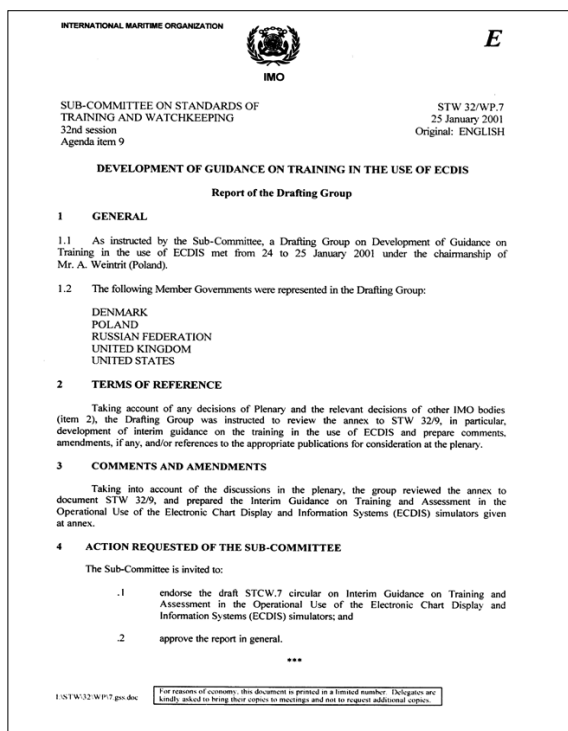 INTERNATIONAL MARITIME ORGANIZATION
E
IMO
SUB-COMMITTEE ON STANDARDS OF
TRAINING AND WATCHKEEPING
32nd session
Agenda item 9
STW 32/WP.7
25 January 2001
Original: ENGLISH
DEVELOPMENT OF GUIDANCE ON TRAINING IN THE USE OF ECDIS
Report of the Drafting Group
1 GENERAL
1.1 As instructed by the Sub-Committee, a Drafting Group on Development of Guidance on
Training in the use of ECDIS met from 24 to 25 January 2001 under the chairmanship of
Mr. A. Weintrit (Poland).
1.2 The following Member Governments were represented in the Drafting Group:
DENMARK
POLAND
RUSSIAN FEDERATION
UNITED KINGDOM
UNITED STATES
2 TERMS OF REFERENCE
Taking account of any decisions of Plenary and the relevant decisions of other IMO bodies
(item 2), the Drafting Group was instructed to review the annex to STW 32/9, in particular,
development of interim guidance on the training in the use of ECDIS and prepare comments,
amendments, if any, and/or references to the appropriate publications for consideration at the plenary.
3 COMMENTS AND AMENDMENTS
Taking into account of the discussions in the plenary, the group reviewed the annex to
document STW 32/9, and prepared the Interim Guidance on Training and Assessment in the
Operational Use of the Electronic Chart Display and Information Systems (ECDIS) simulators given
at annex.
4 ACTION REQUESTED OF THE SUB-COMMITTEE
The Sub-Committee is invited to:
.1 endorse the draft STCW.7 circular on Interim Guidance on Training and
Assessment in the Operational Use of the Electronic Chart Display and
Information Systems (ECDIS) simulators; and
.2 approve the report in general.
***
I:\STW\32\WP\7.gss.doc
For reasons of economy, this document is printed in a limited number. Delegates are
kindly asked to bring their copies to meetings and not to request additional copies.